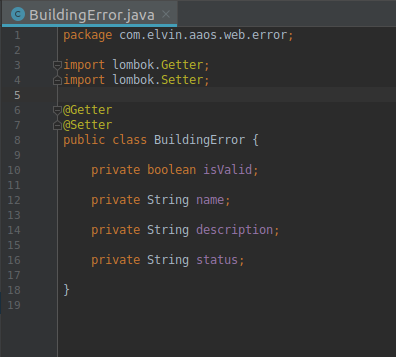 BuildingError.java
1 package com.elvin.aaos.web.error;
2
3 import lombok.Getter;
4 import lombok.Setter;
5
6 @Getter
7 @Setter
8 public class BuildingError {
9
10 private boolean isValid;
11
12 private String name;
13
14 private String description;
15
16 private String status;
17
18 }
19